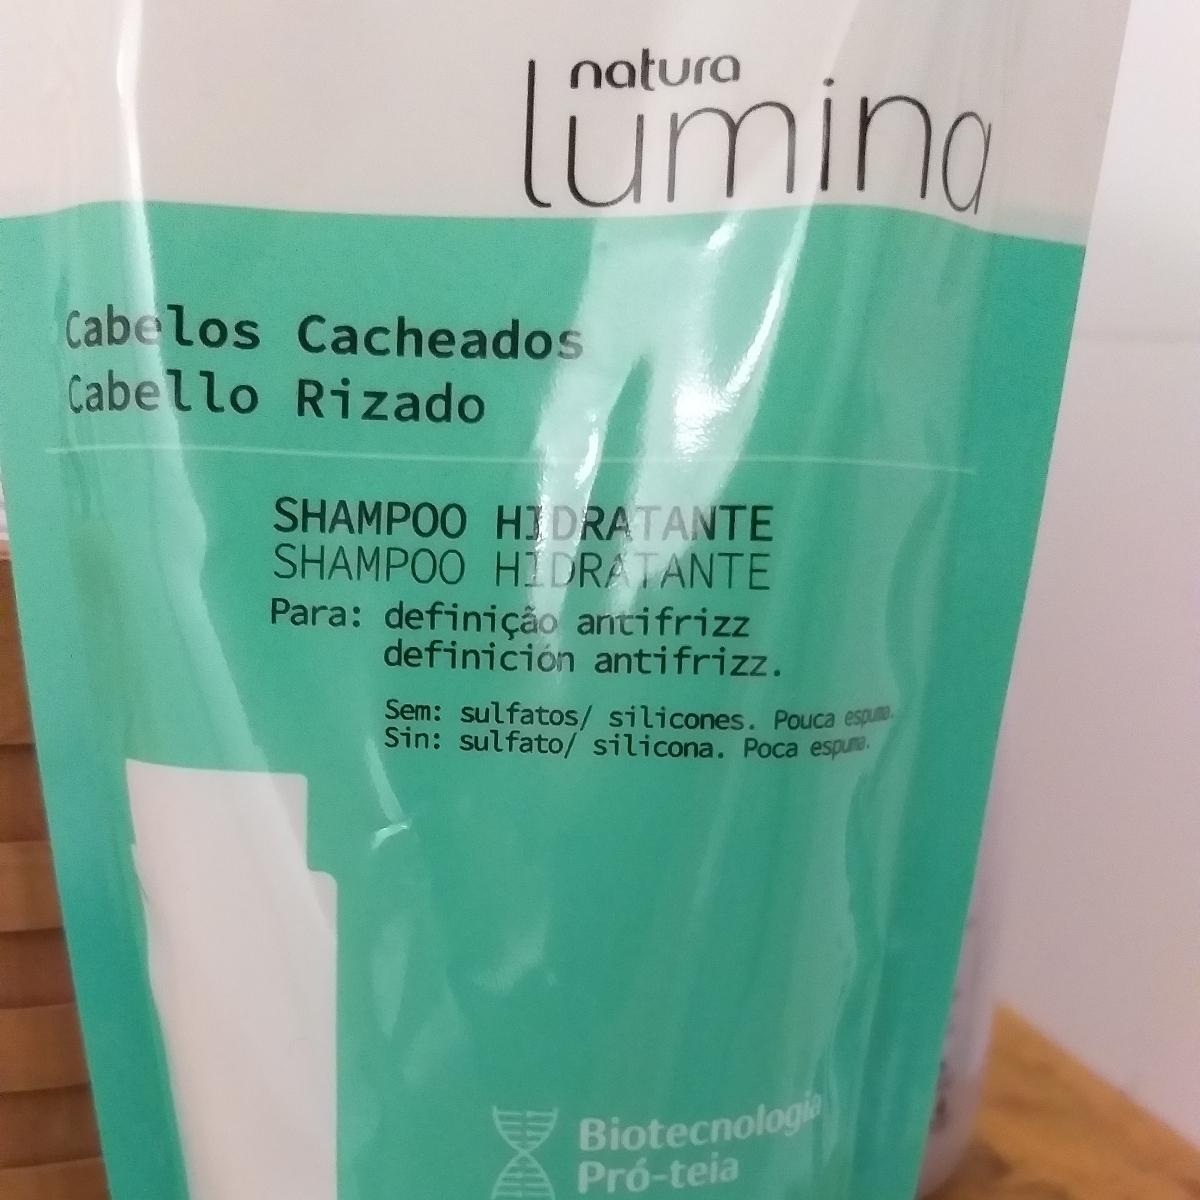 natura
lumina
Cabelos Cacheados
Cabello Rizado
SHAMPOO HIDRATANTE
SHAMPOO HIDRATANTE
Para: definição antifrizz
definición antifrizz.
Sem: sulfatos/ silicones. Pouca espuma.
Sin: sulfato/ silicona. Poca espuma.
Biotecnologia
Pró-teia